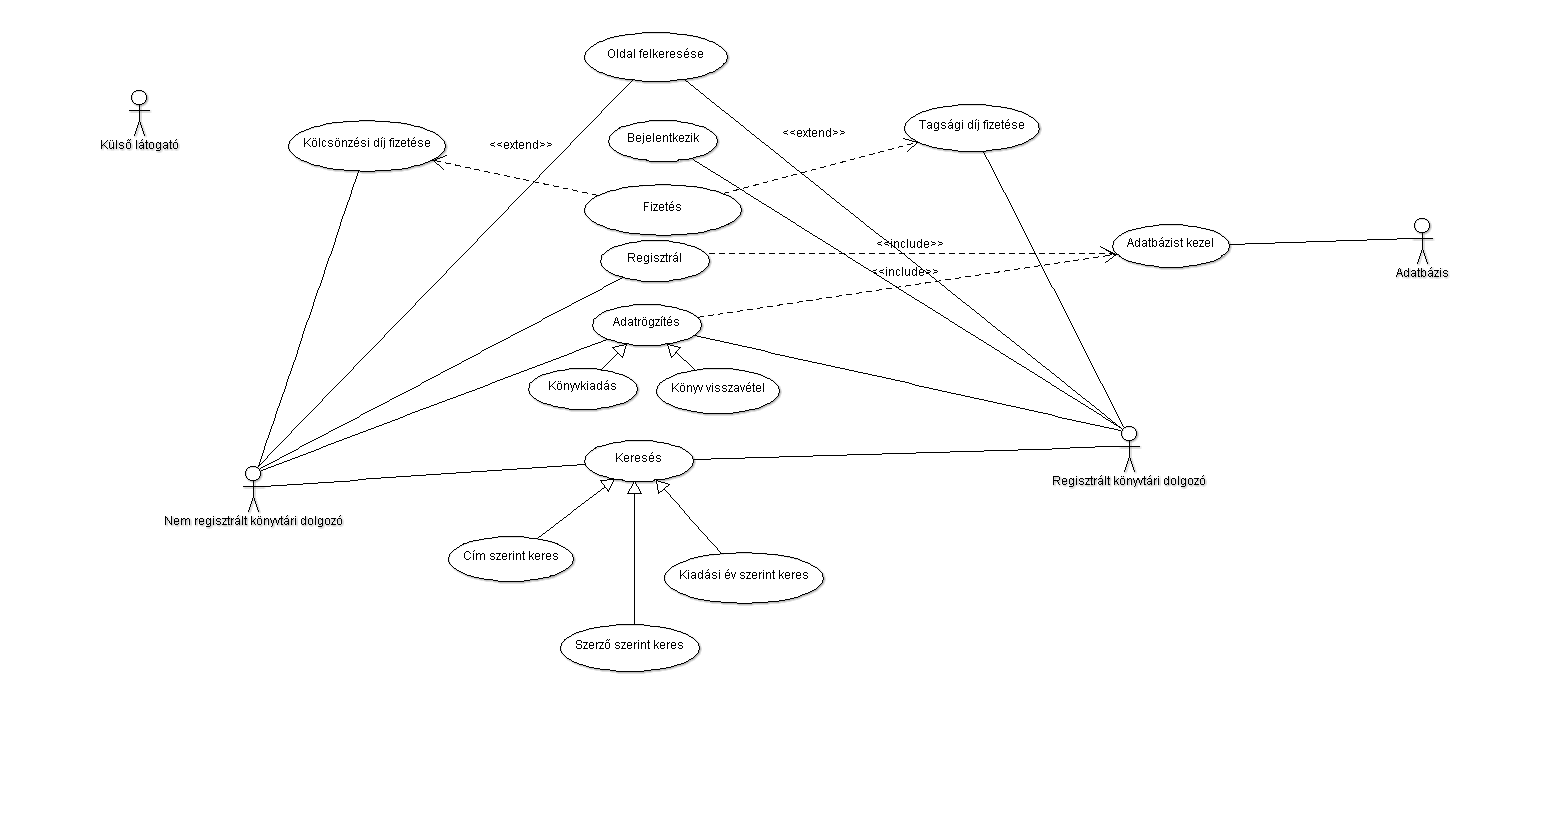 Oldal felkeresése
Külső látogató
Kölcsönzési díj fizetése
<<extend>>
Bejelentkezik
<<extend>>
Tagsági díj fizetése
Fizetés
Regisztrál
<<include>>
Adatbázist kezel
Adatbázis
<<include>>
Adatrögzítés
Könyvkiadás
Könyv visszavétel
Keresés
Regisztrált könyvtári dolgozó
Nem regisztrált könyvtári dolgozó
Cím szerint keres
Kiadási év szerint keres
Szerző szerint keres